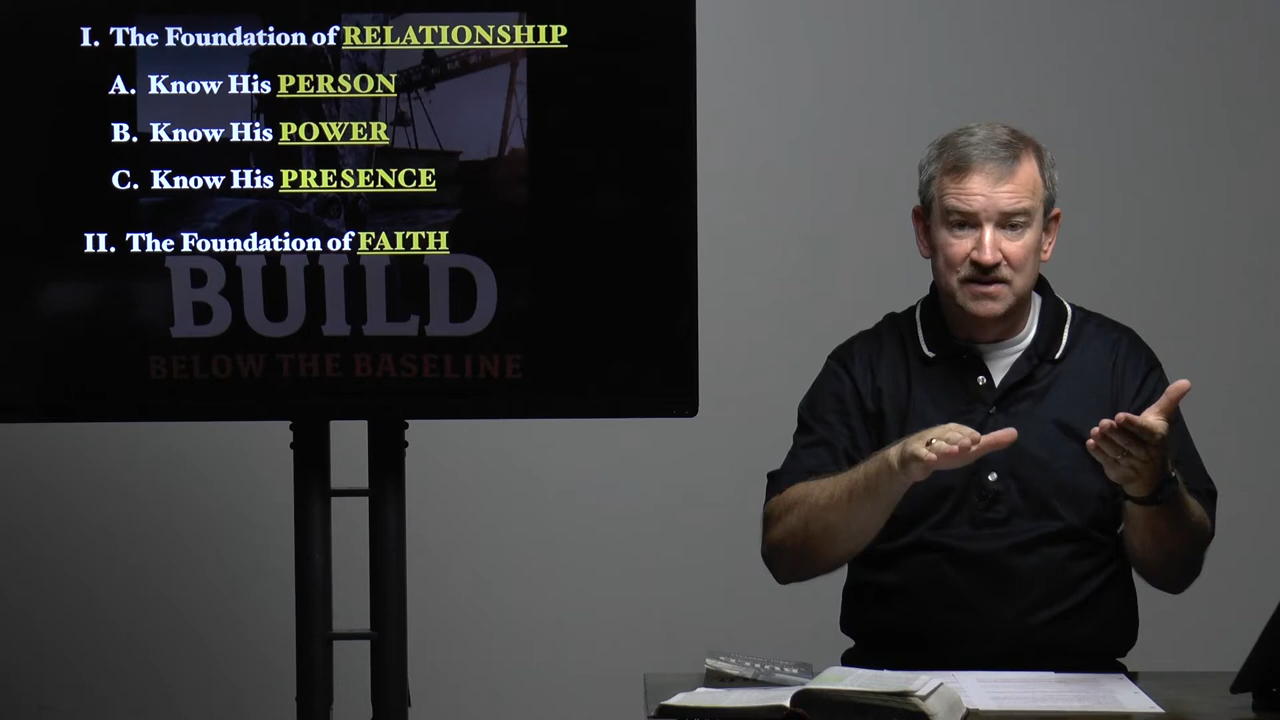 I. The Foundation of RELATIONSHIP
A. Know His PERSON
B. Know His POWER
C. Know His PRESENCE
II. The Foundation of FAITH
BUILD
BELOW THE BASELINE